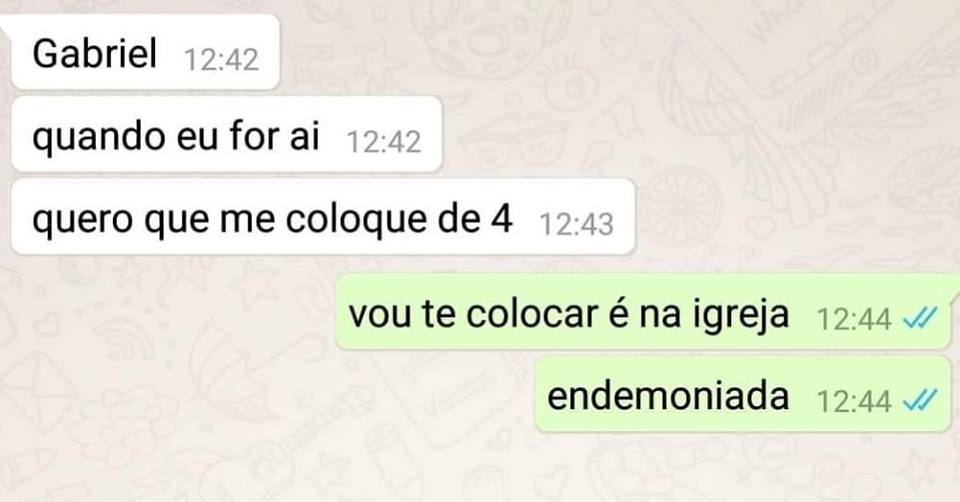 Gabriel 12:42
quando eu for ai 12:42
quero que me coloque de 4 12:43
vou te colocar é na igreja 12:44
endemoniada 12:44